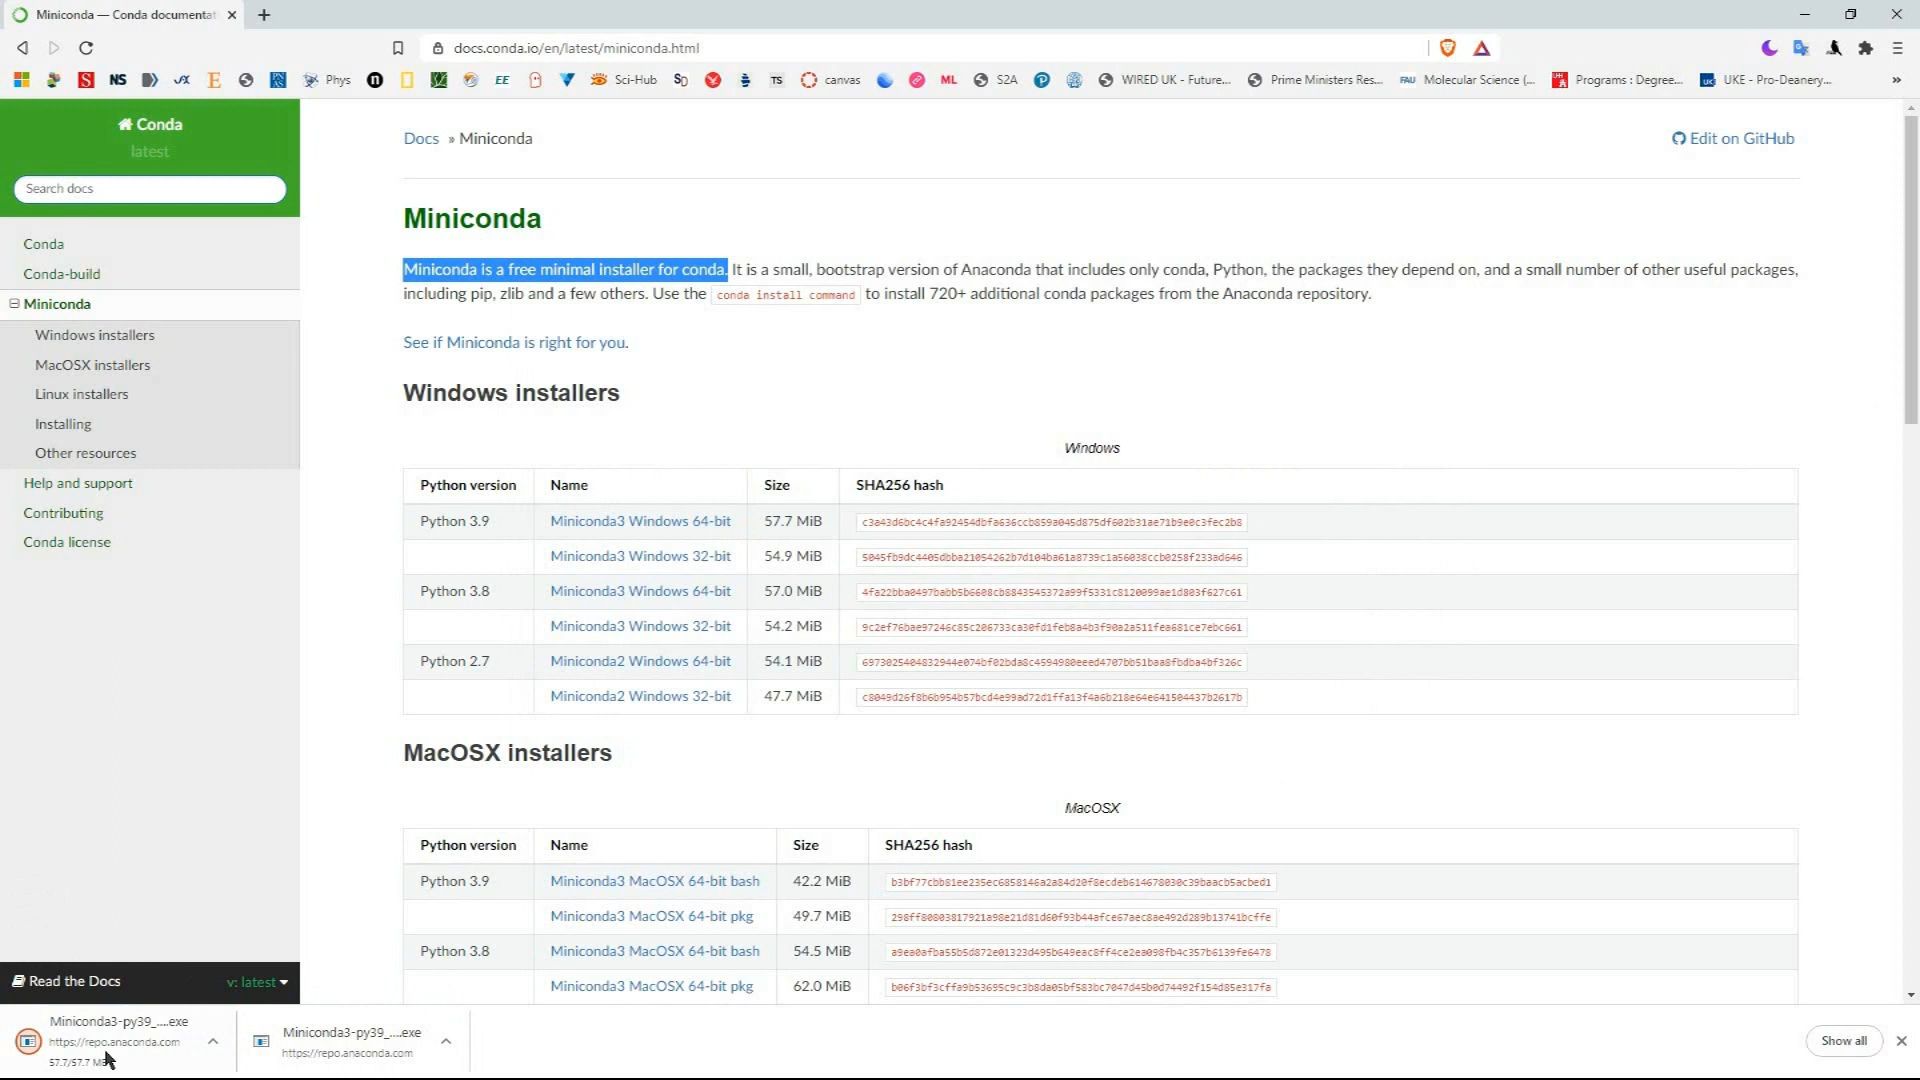 Miniconda — Conda documentat
docs.conda.io/en/latest/miniconda.html
NS
Phys
EE
Sci-Hub
TS
canvas
ML
S2A
WIRED UK - Future...
Prime Ministers Res...
FAU
Molecular Science (...
Programs : Degree...
UKE - Pro-Deanery...
Conda
latest
Search docs
Conda
Conda-build
Miniconda
Windows installers
MacOSX installers
Linux installers
Installing
Other resources
Help and support
Contributing
Conda license
Read the Docs
v: latest
Docs » Miniconda
Edit on GitHub
Miniconda
Miniconda is a free minimal installer for conda. It is a small, bootstrap version of Anaconda that includes only conda, Python, the packages they depend on, and a small number of other useful packages,
including pip, zlib and a few others. Use the conda install command to install 720+ additional conda packages from the Anaconda repository.
See if Miniconda is right for you.
Windows installers
Windows
Python version Name Size SHA256 hash
Python 3.9 Miniconda3 Windows 64-bit 57.7 MiB
Miniconda3 Windows 32-bit 54.9 MiB
Python 3.8 Miniconda3 Windows 64-bit 57.0 MiB
Miniconda3 Windows 32-bit 54.2 MiB
Python 2.7 Miniconda2 Windows 64-bit 54.1 MiB
Miniconda2 Windows 32-bit 47.7 MiB
MacOSX installers
MacOSX
Python version Name Size SHA256 hash
Python 3.9 Miniconda3 MacOSX 64-bit bash 42.2 MiB
Miniconda3 MacOSX 64-bit pkg 49.7 MiB
Python 3.8 Miniconda3 MacOSX 64-bit bash 54.5 MiB
Miniconda3 MacOSX 64-bit pkg 62.0 MiB
Miniconda3-py39_....exe
https://repo.anaconda.com
57.7/57.7
Miniconda3-py39_....exe
https://repo.anaconda.com
Show all